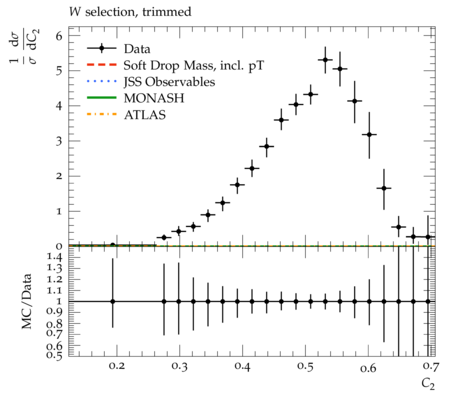 W selection, trimmed
1/σ dσ/dC₂
Data
Soft Drop Mass, incl. pT
JSS Observables
MONASH
ATLAS
6
5
4
3
2
1
0
MC/Data
1.4
1.3
1.2
1.1
1
0.9
0.8
0.7
0.6
0.5
0.2 0.3 0.4 0.5 0.6 0.7
C₂